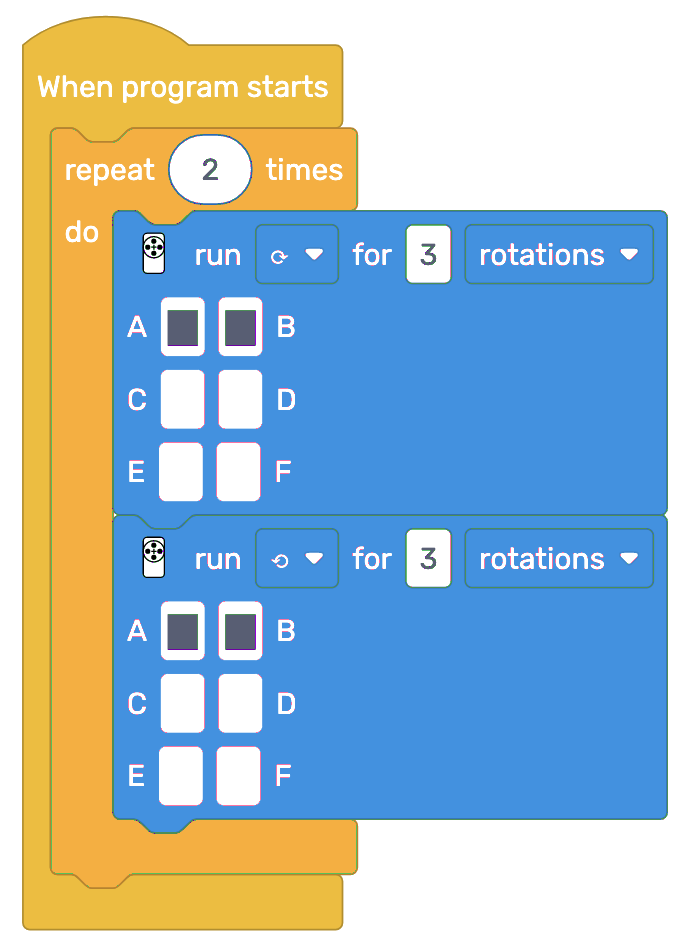 When program starts
repeat 2 times
do
run ⟳ for 3 rotations
A B
C D
E F
run ⟲ for 3 rotations
A B
C D
E F